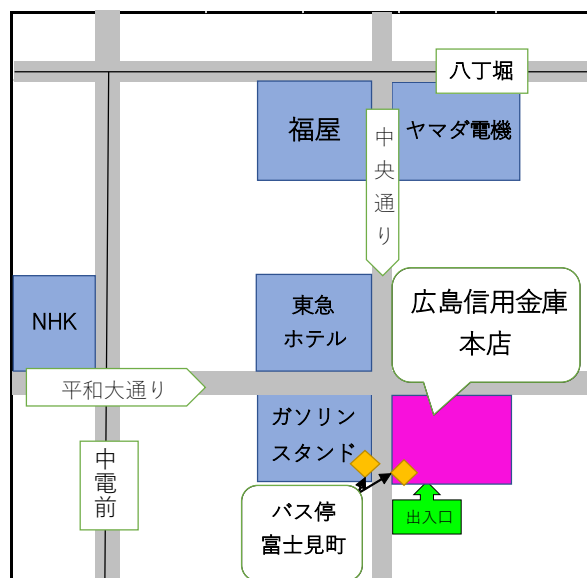 八丁堀
福屋
ヤマダ電機
中央通り
NHK
東急
ホテル
広島信用金庫
本店
平和大通り
ガソリン
スタンド
中電前
バス停
富士見町
出入口